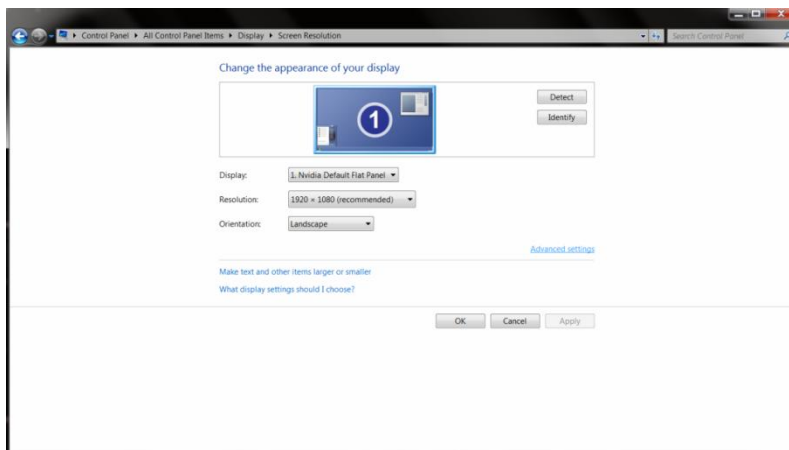 Control Panel ▸ All Control Panel Items ▸ Display ▸ Screen Resolution
Search Control Panel
Change the appearance of your display
1
Detect
Identify
Display: 1. Nvidia Default Flat Panel
Resolution: 1920 × 1080 (recommended)
Orientation: Landscape
Advanced settings
Make text and other items larger or smaller
What display settings should I choose?
OK Cancel Apply